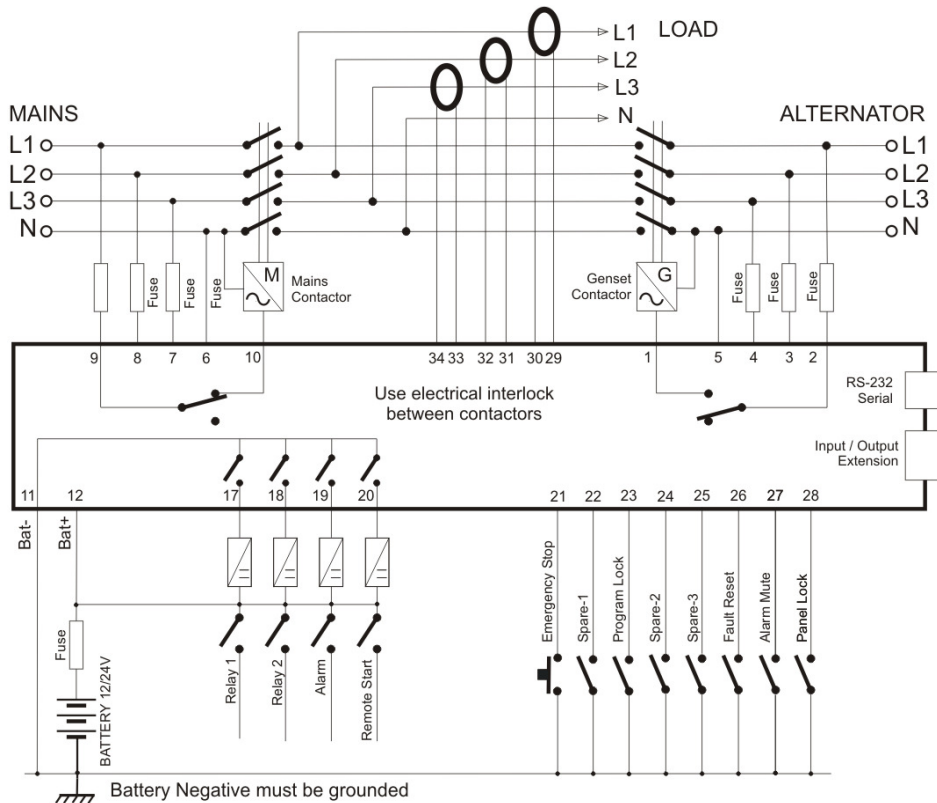 L1 LOAD
L2
L3
N
MAINS
ALTERNATOR
L1
L2
L3
N
L1
L2
L3
N
Fuse
Fuse
Fuse
M
Mains
Contactor
Genset
Contactor
G
Fuse
Fuse
Fuse
9 8 7 6 10 34 33 32 31 30 29 1 5 4 3 2
Use electrical interlock
between contactors
RS-232
Serial
Input / Output
Extension
11 12 17 18 19 20 21 22 23 24 25 26 27 28
Bat-
Bat+
Fuse
BATTERY 12/24V
Relay 1
Relay 2
Alarm
Remote Start
Emergency Stop
Spare-1
Program Lock
Spare-2
Spare-3
Fault Reset
Alarm Mute
Panel Lock
Battery Negative must be grounded